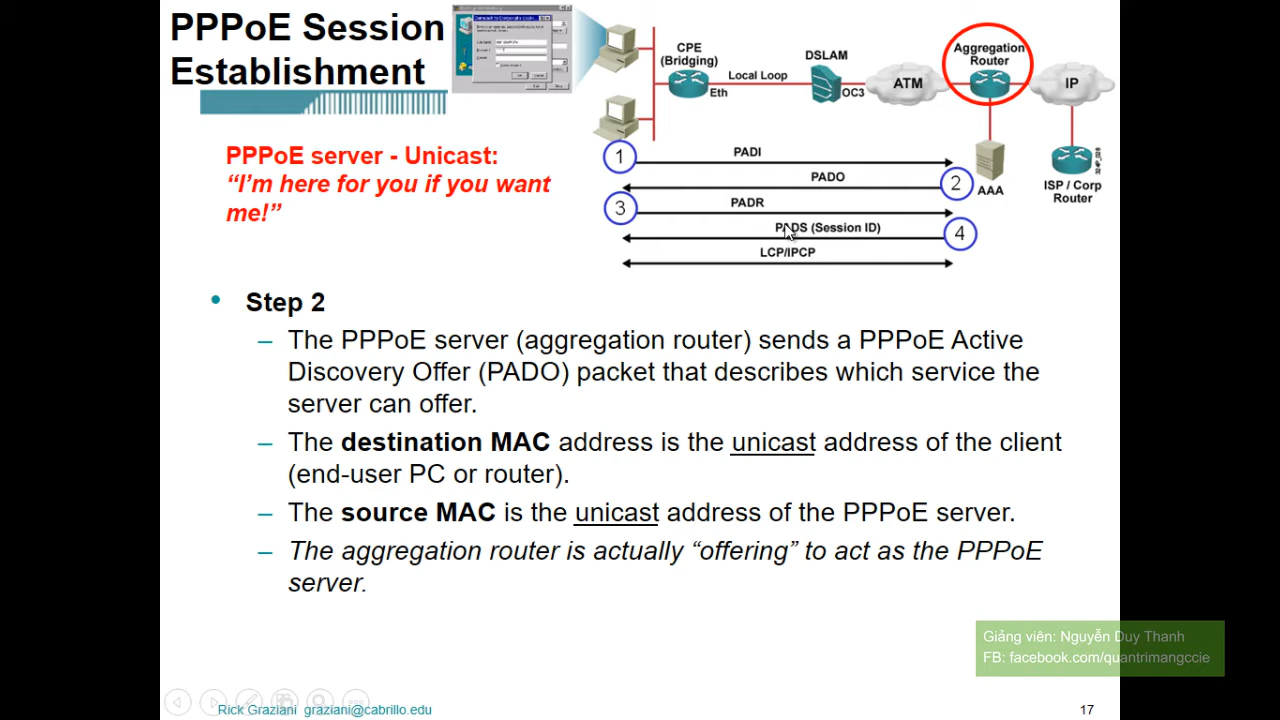 PPPoE Session
Establishment
CPE
(Bridging)
Eth
Local Loop
DSLAM
OC3
ATM
Aggregation
Router
IP
AAA
ISP / Corp
Router
PPPoE server - Unicast:
“I’m here for you if you want
me!”
1
PADI
PADO
2
3
PADR
PADS (Session ID)
4
LCP/IPCP
• Step 2
– The PPPoE server (aggregation router) sends a PPPoE Active
Discovery Offer (PADO) packet that describes which service the
server can offer.
– The destination MAC address is the unicast address of the client
(end-user PC or router).
– The source MAC is the unicast address of the PPPoE server.
– The aggregation router is actually “offering” to act as the PPPoE
server.
Giảng viên: Nguyễn Duy Thanh
FB: facebook.com/quantrimangccie
Rick Graziani graziani@cabrillo.edu
17